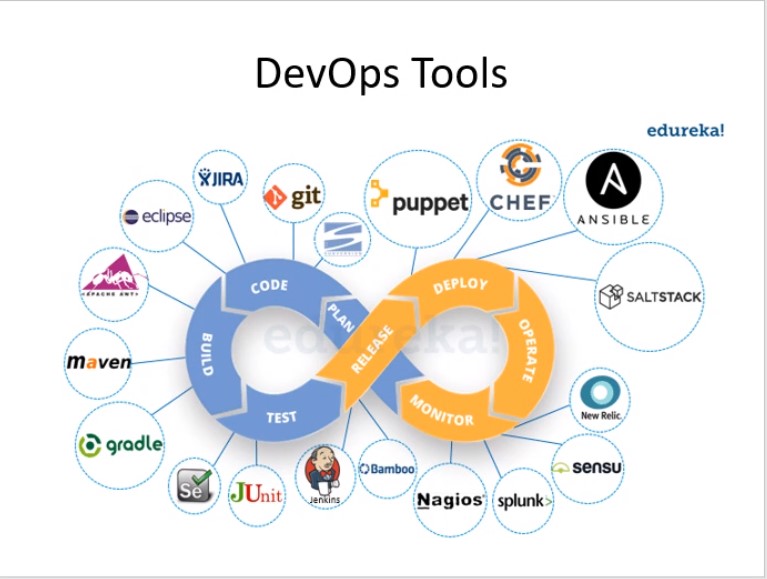 DevOps Tools
edureka!
JIRA
git
puppet
CHEF
ANSIBLE
eclipse
SUBVERSION
APACHE ANT
SALTSTACK
CODE
PLAN
DEPLOY
BUILD
edureka!
RELEASE
OPERATE
maven
TEST
MONITOR
New Relic.
gradle
Se
JUnit
Jenkins
Bamboo
Nagios®
splunk>
sensu